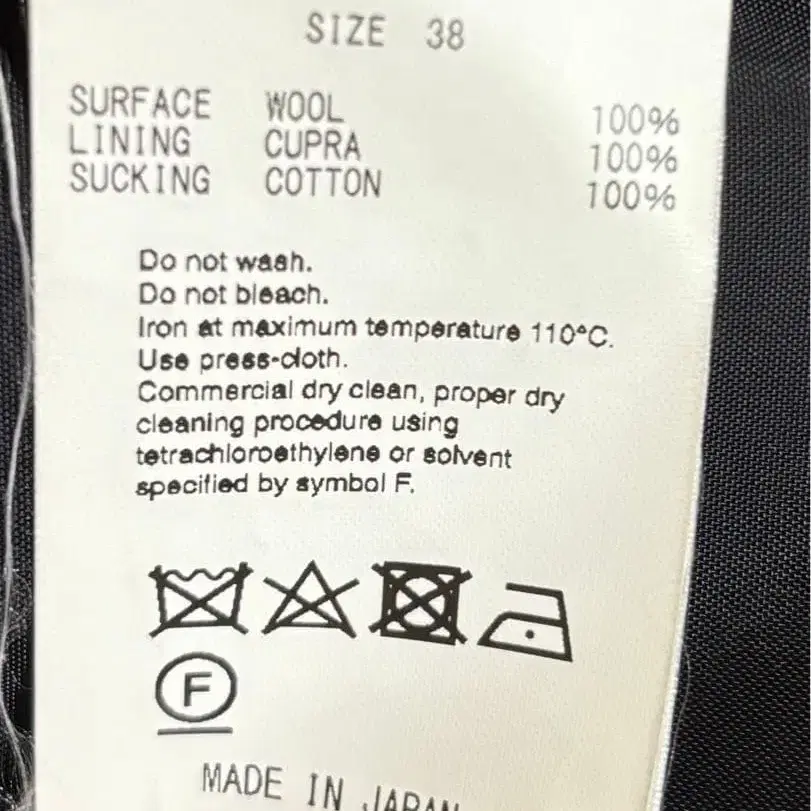 SIZE 38
SURFACE WOOL 100%
LINING CUPRA 100%
SUCKING COTTON 100%
Do not wash.
Do not bleach.
Iron at maximum temperature 110°C.
Use press-cloth.
Commercial dry clean, proper dry
cleaning procedure using
tetrachloroethylene or solvent
specified by symbol F.
F
MADE IN JAPAN